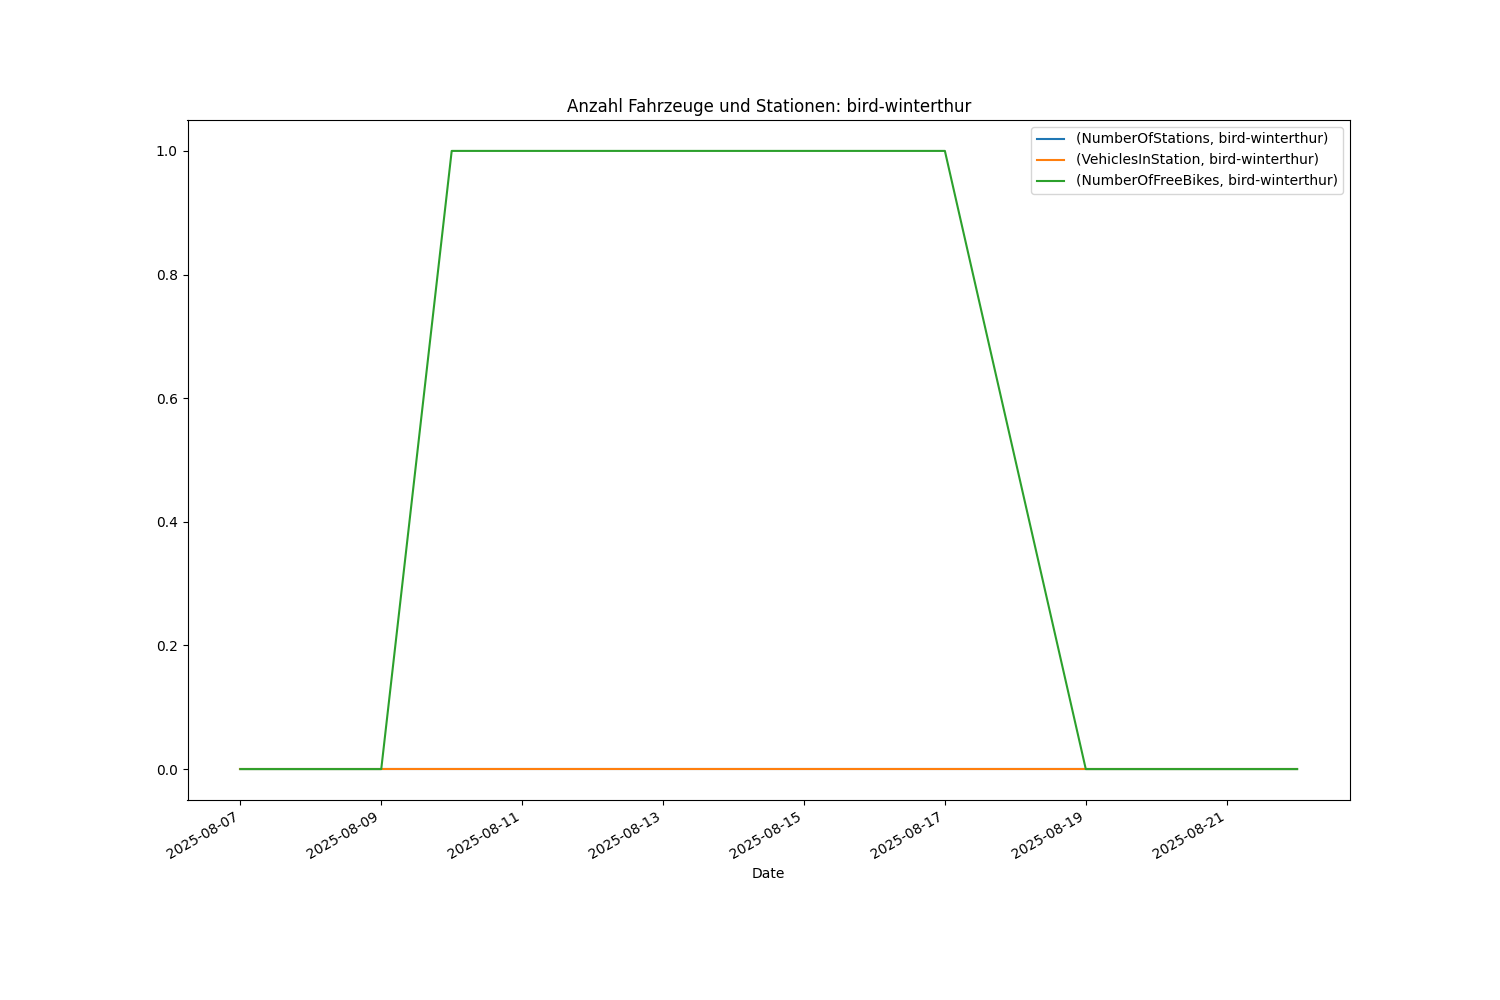 Anzahl Fahrzeuge und Stationen: bird-winterthur
(NumberOfStations, bird-winterthur)
(VehiclesInStation, bird-winterthur)
(NumberOfFreeBikes, bird-winterthur)
1.0
0.8
0.6
0.4
0.2
0.0
2025-08-07
2025-08-09
2025-08-11
2025-08-13
2025-08-15
2025-08-17
2025-08-19
2025-08-21
Date